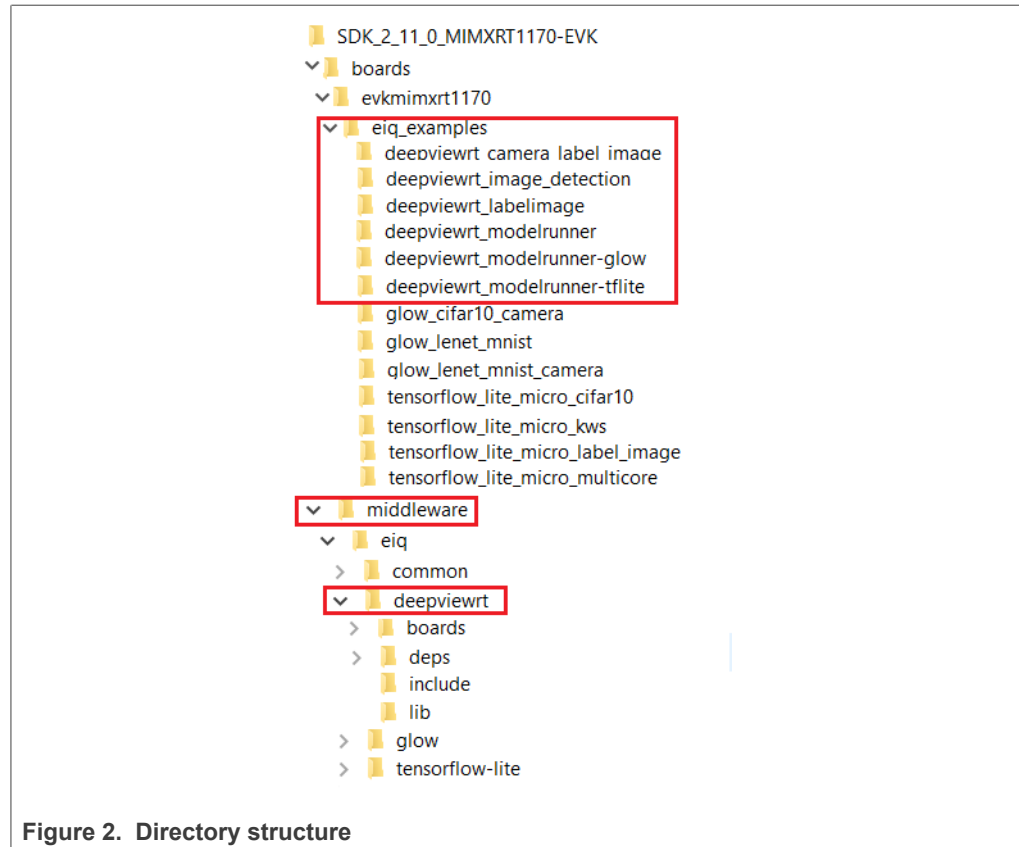 SDK_2_11_0_MIMXRT1170-EVK
boards
evkmimxrt1170
eiq_examples
deepviewrt_camera_label_image
deepviewrt_image_detection
deepviewrt_labelimage
deepviewrt_modelrunner
deepviewrt_modelrunner-glow
deepviewrt_modelrunner-tflite
glow_cifar10_camera
glow_lenet_mnist
glow_lenet_mnist_camera
tensorflow_lite_micro_cifar10
tensorflow_lite_micro_kws
tensorflow_lite_micro_label_image
tensorflow_lite_micro_multicore
middleware
eiq
common
deepviewrt
boards
deps
include
lib
glow
tensorflow-lite
Figure 2. Directory structure